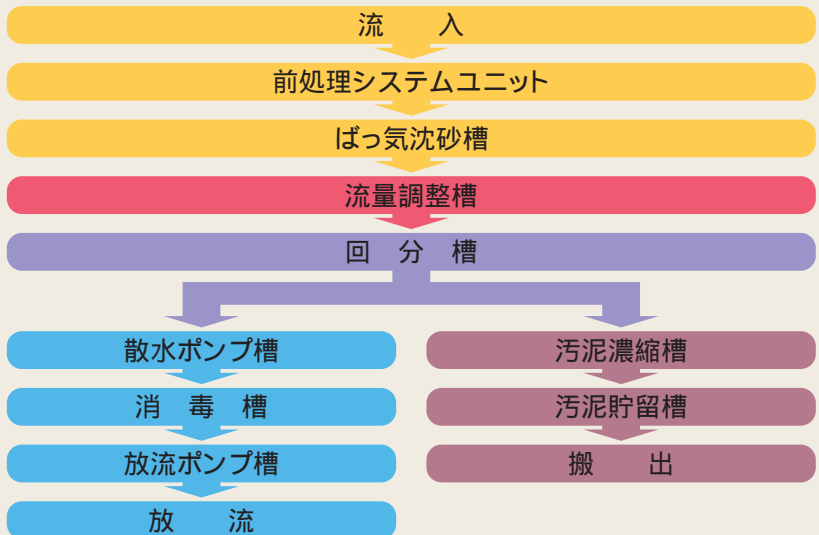 流　入
前処理システムユニット
ばっ気沈砂槽
流量調整槽
回　分　槽
散水ポンプ槽
消　毒　槽
放流ポンプ槽
放　流
汚泥濃縮槽
汚泥貯留槽
搬　出